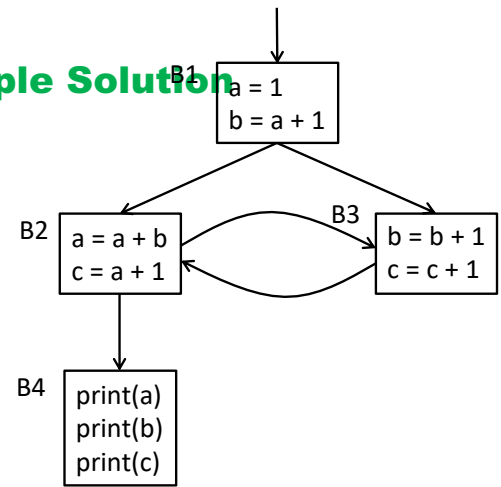 ple Solution
B1
a = 1
b = a + 1
B2
a = a + b
c = a + 1
B3
b = b + 1
c = c + 1
B4
print(a)
print(b)
print(c)